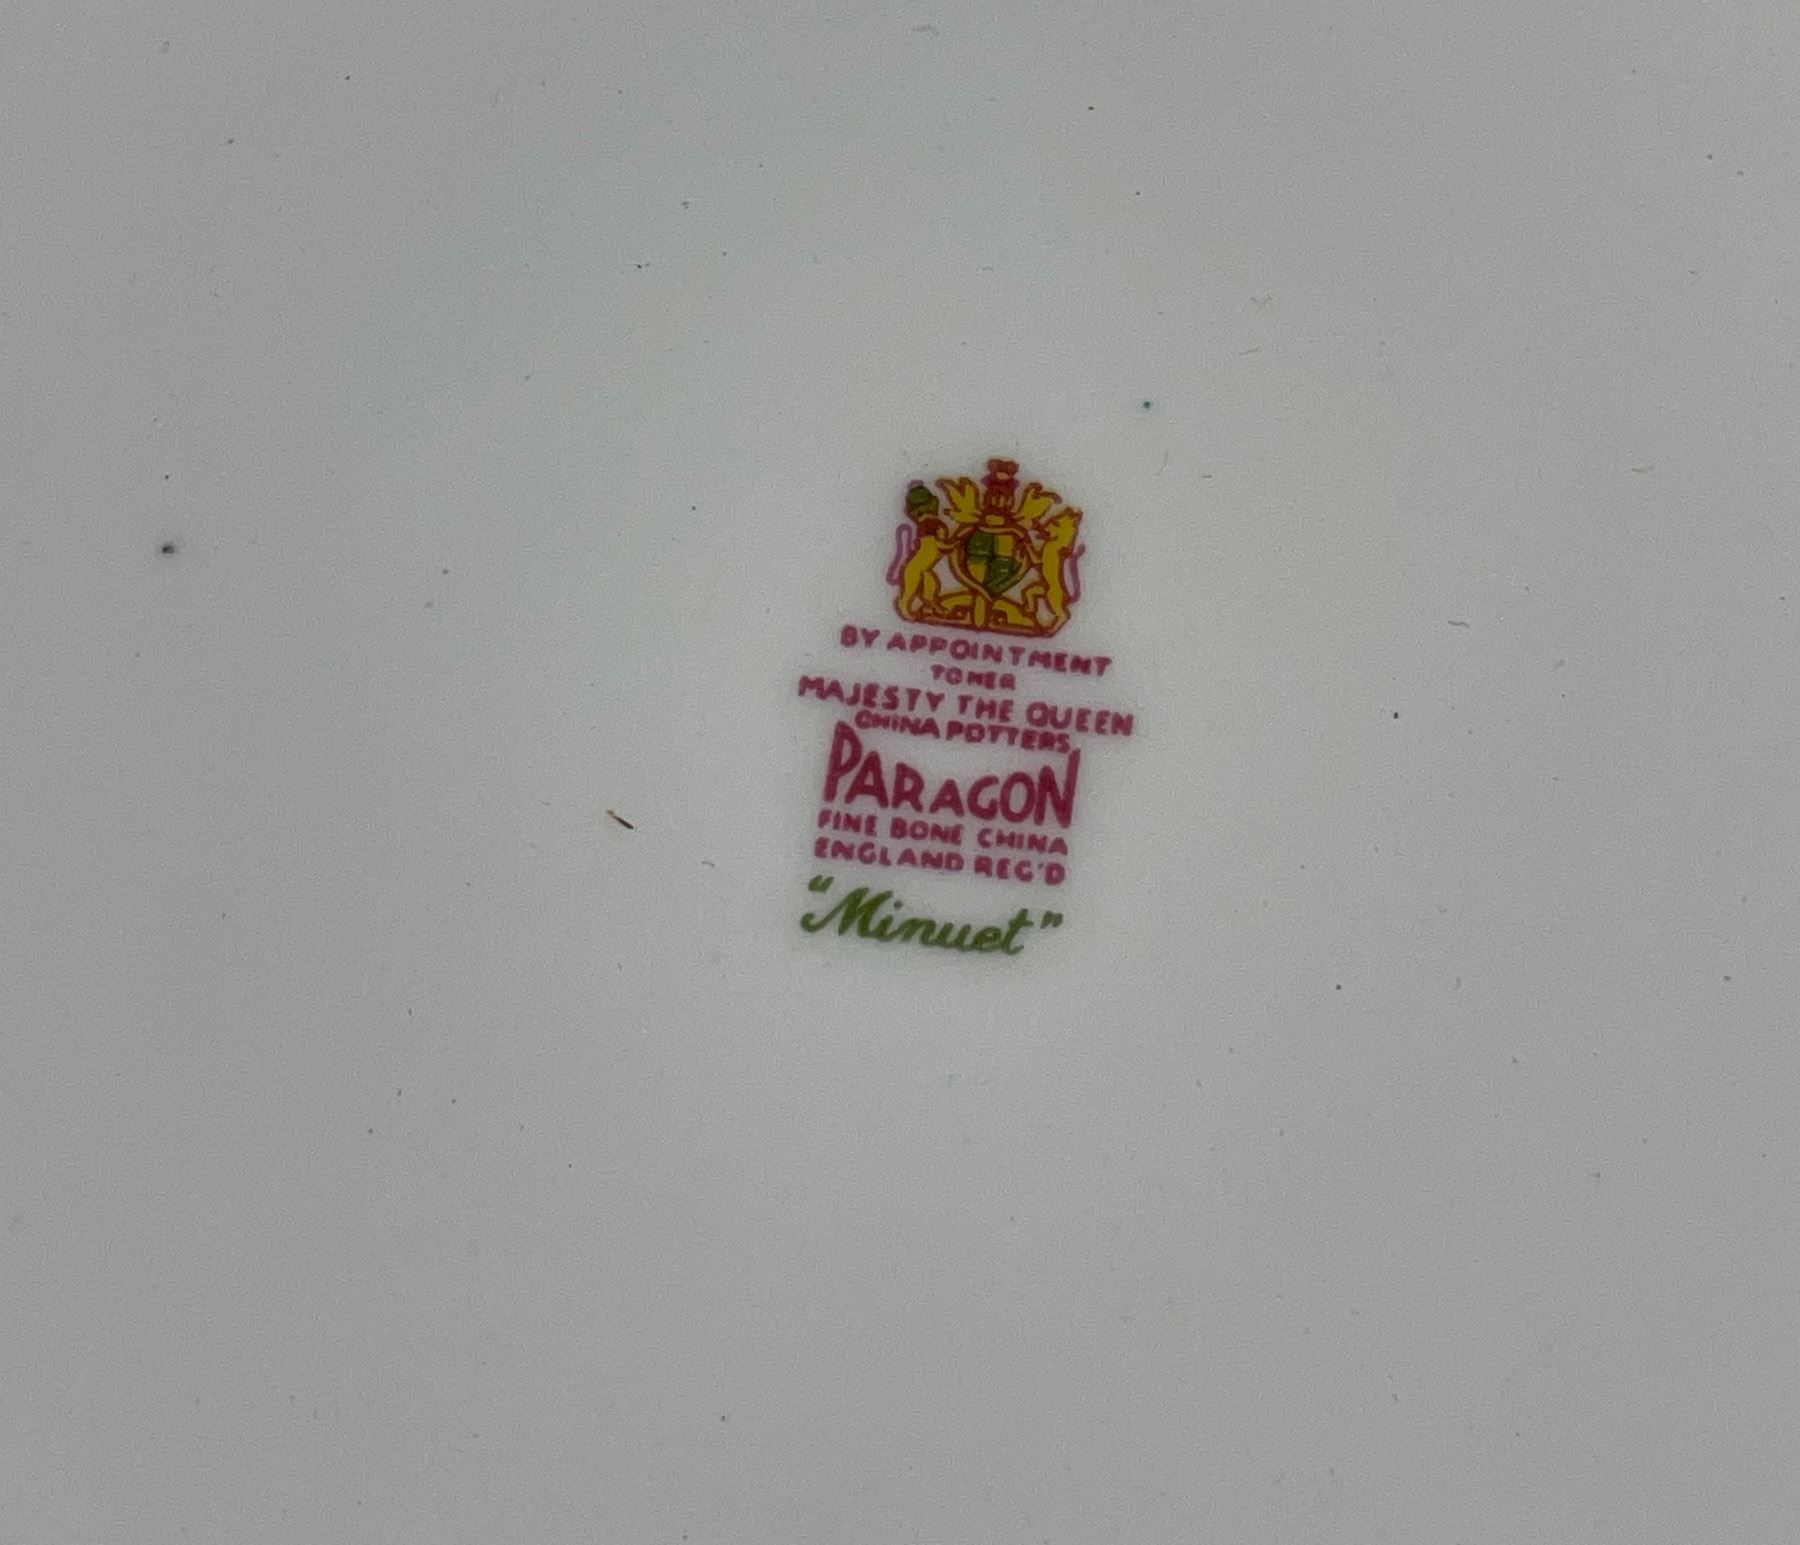 BY APPOINTMENT
TO HER
MAJESTY THE QUEEN
CHINA POTTERS
PARAGON
FINE BONE CHINA
ENGLAND REG'D
"Minuet"